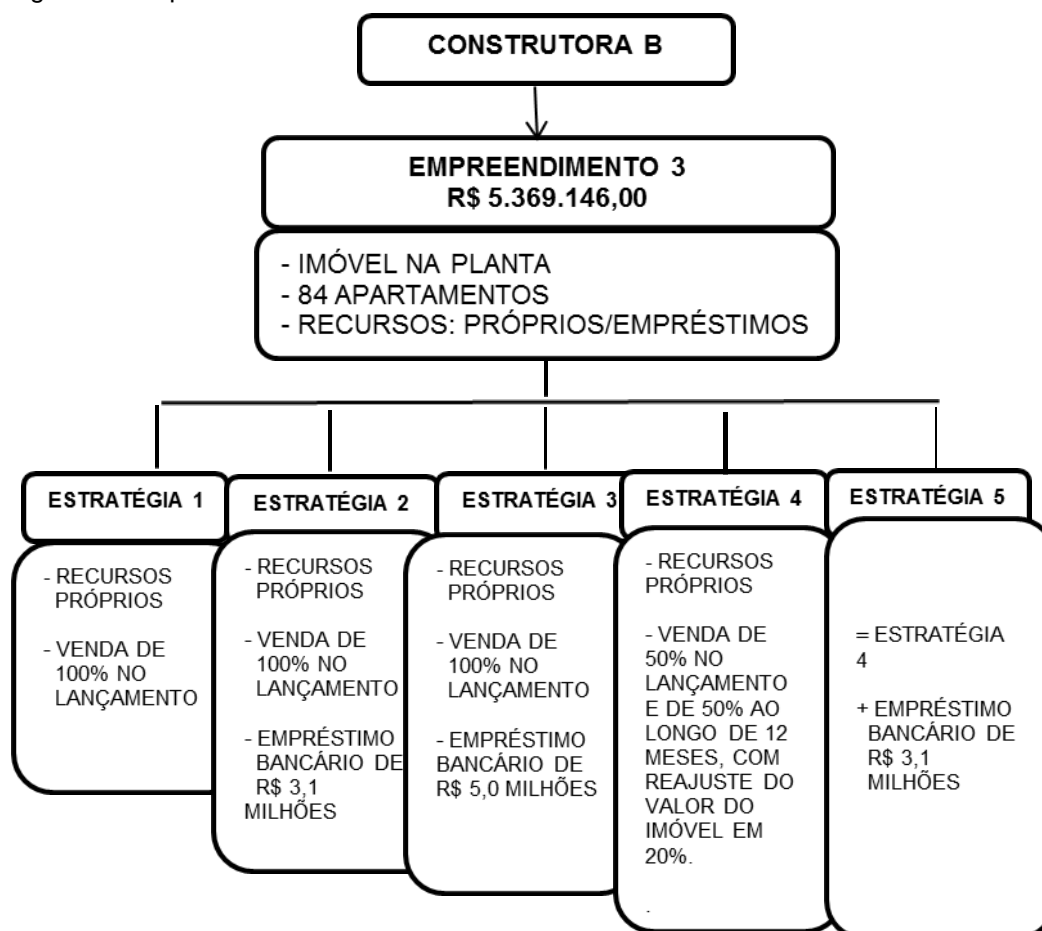 CONSTRUTORA B
EMPREENDIMENTO 3
R$ 5.369.146,00
- IMÓVEL NA PLANTA
- 84 APARTAMENTOS
- RECURSOS: PRÓPRIOS/EMPRÉSTIMOS
ESTRATÉGIA 1
- RECURSOS
PRÓPRIOS
- VENDA DE
100% NO
LANÇAMENTO
ESTRATÉGIA 2
- RECURSOS
PRÓPRIOS
- VENDA DE
100% NO
LANÇAMENTO
- EMPRÉSTIMO
BANCÁRIO DE
R$ 3,1
MILHÕES
ESTRATÉGIA 3
- RECURSOS
PRÓPRIOS
- VENDA DE
100% NO
LANÇAMENTO
- EMPRÉSTIMO
BANCÁRIO DE
R$ 5,0 MILHÕES
ESTRATÉGIA 4
- RECURSOS
PRÓPRIOS
- VENDA DE
50% NO
LANÇAMENTO
E DE 50% AO
LONGO DE 12
MESES, COM
REAJUSTE DO
VALOR DO
IMÓVEL EM
20%.
.
ESTRATÉGIA 5
= ESTRATÉGIA
4
+ EMPRÉSTIMO
BANCÁRIO DE
R$ 3,1
MILHÕES